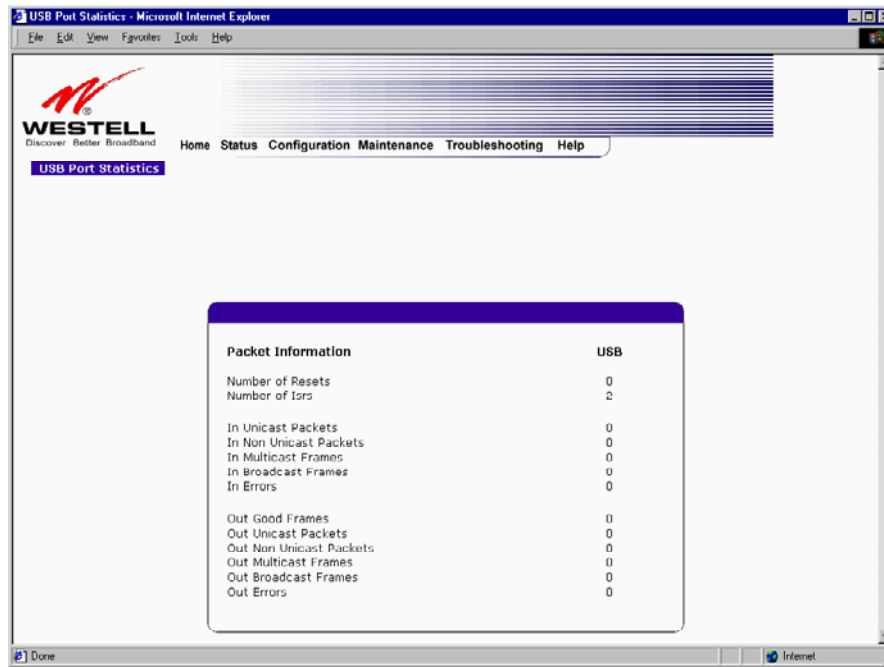 USB Port Statistics - Microsoft Internet Explorer
File Edit View Favorites Tools Help
WESTELL
®
Discover Better Broadband
Home Status Configuration Maintenance Troubleshooting Help
USB Port Statistics
Packet Information USB
Number of Resets 0
Number of Isrs 2
In Unicast Packets 0
In Non Unicast Packets 0
In Multicast Frames 0
In Broadcast Frames 0
In Errors 0
Out Good Frames 0
Out Unicast Packets 0
Out Non Unicast Packets 0
Out Multicast Frames 0
Out Broadcast Frames 0
Out Errors 0
Done Internet